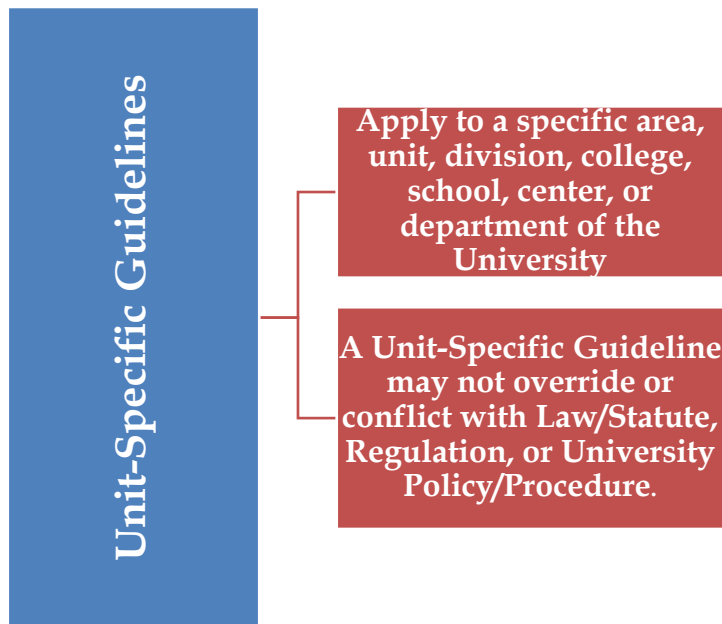 Unit-Specific Guidelines
Apply to a specific area,
unit, division, college,
school, center, or
department of the
University
A Unit-Specific Guideline
may not override or
conflict with Law/Statute,
Regulation, or University
Policy/Procedure.